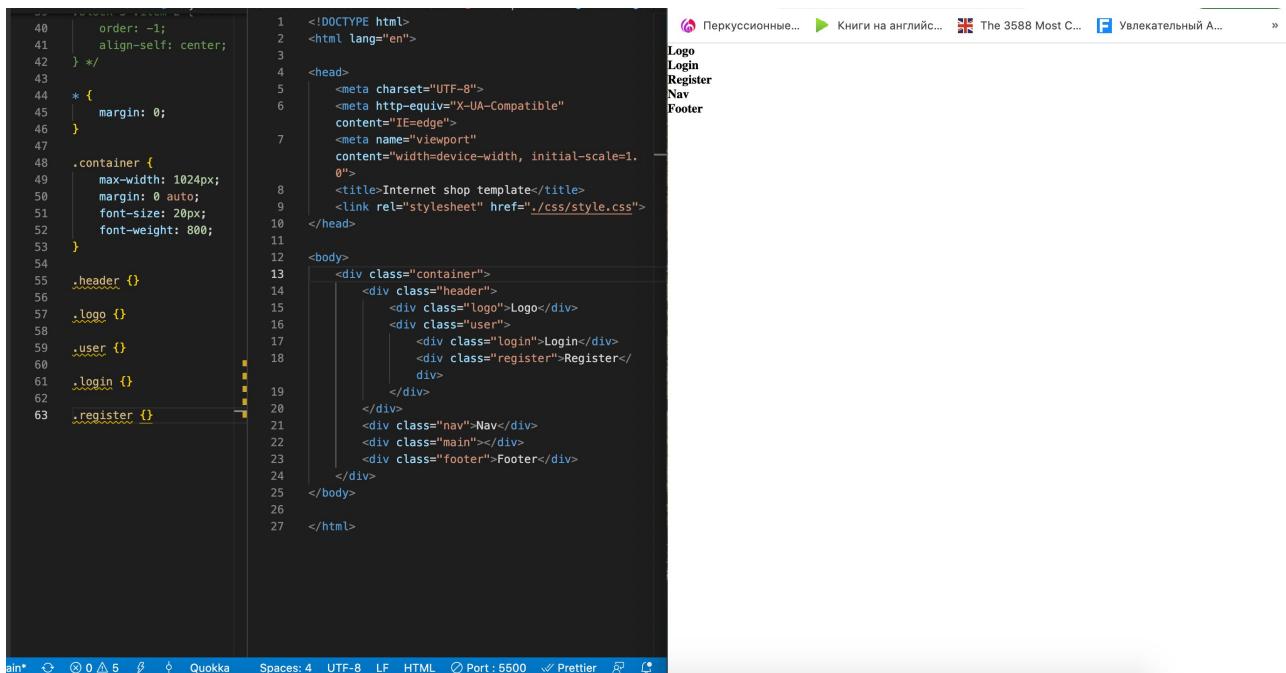 40 order: -1;
41 align-self: center;
42 } */
43
44 * {
45 margin: 0;
46 }
47
48 .container {
49 max-width: 1024px;
50 margin: 0 auto;
51 font-size: 20px;
52 font-weight: 800;
53 }
54
55 .header {}
56
57 .logo {}
58
59 .user {}
60
61 .login {}
62
63 .register {}
1 <!DOCTYPE html>
2 <html lang="en">
3
4 <head>
5 <meta charset="UTF-8">
6 <meta http-equiv="X-UA-Compatible"
content="IE=edge">
7 <meta name="viewport"
content="width=device-width, initial-scale=1.
0">
8 <title>Internet shop template</title>
9 <link rel="stylesheet" href="./css/style.css">
10 </head>
11
12 <body>
13 <div class="container">
14 <div class="header">
15 <div class="logo">Logo</div>
16 <div class="user">
17 <div class="login">Login</div>
18 <div class="register">Register</
div>
19 </div>
20 </div>
21 <div class="nav">Nav</div>
22 <div class="main"></div>
23 <div class="footer">Footer</div>
24 </div>
25 </body>
26
27 </html>
Перкуссионные... Книги на английс... The 3588 Most C... Увлекательный А... »
Logo
Login
Register
Nav
Footer
ain* 0 5 Quokka Spaces: 4 UTF-8 LF HTML Port : 5500 Prettier